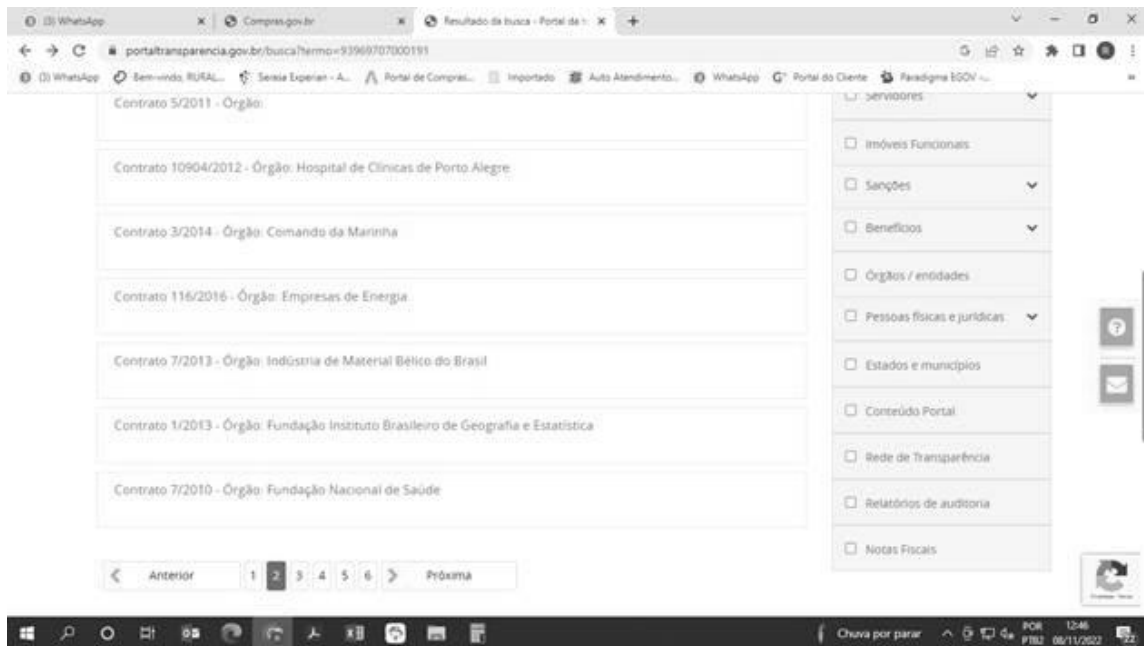 (3) WhatsApp
Compras.gov.br
Resultado da busca - Portal da t
portaltransparencia.gov.br/busca?termo=93969707000191
(3) WhatsApp
Bem-vindo, RURAL...
Serasa Experian - A...
Portal de Compras...
Importado
Auto Atendimento...
WhatsApp
Portal do Cliente
Paradigma EGOV -...
Contrato 5/2011 - Órgão:
Contrato 10904/2012 - Órgão: Hospital de Clínicas de Porto Alegre
Contrato 3/2014 - Órgão: Comando da Marinha
Contrato 116/2016 - Órgão: Empresas de Energia
Contrato 7/2013 - Órgão: Indústria de Material Bélico do Brasil
Contrato 1/2013 - Órgão: Fundação Instituto Brasileiro de Geografia e Estatística
Contrato 7/2010 - Órgão: Fundação Nacional de Saúde
Anterior 1 2 3 4 5 6 Próxima
Servidores
Imóveis Funcionais
Sanções
Benefícios
Órgãos / entidades
Pessoas físicas e jurídicas
Estados e municípios
Conteúdo Portal
Rede de Transparência
Relatórios de auditoria
Notas Fiscais
Chuva por parar
POR
PTB2
12:46
08/11/2022
22